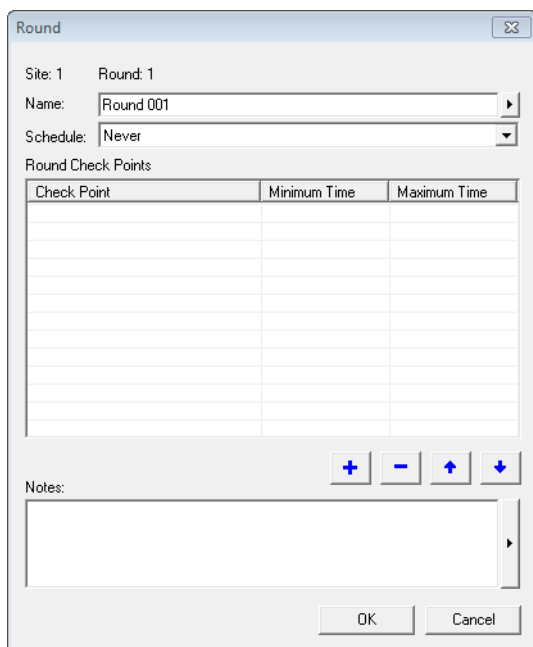 Round
Site: 1 Round: 1
Name: Round 001
Schedule: Never
Round Check Points
Check Point Minimum Time Maximum Time
Notes:
OK Cancel